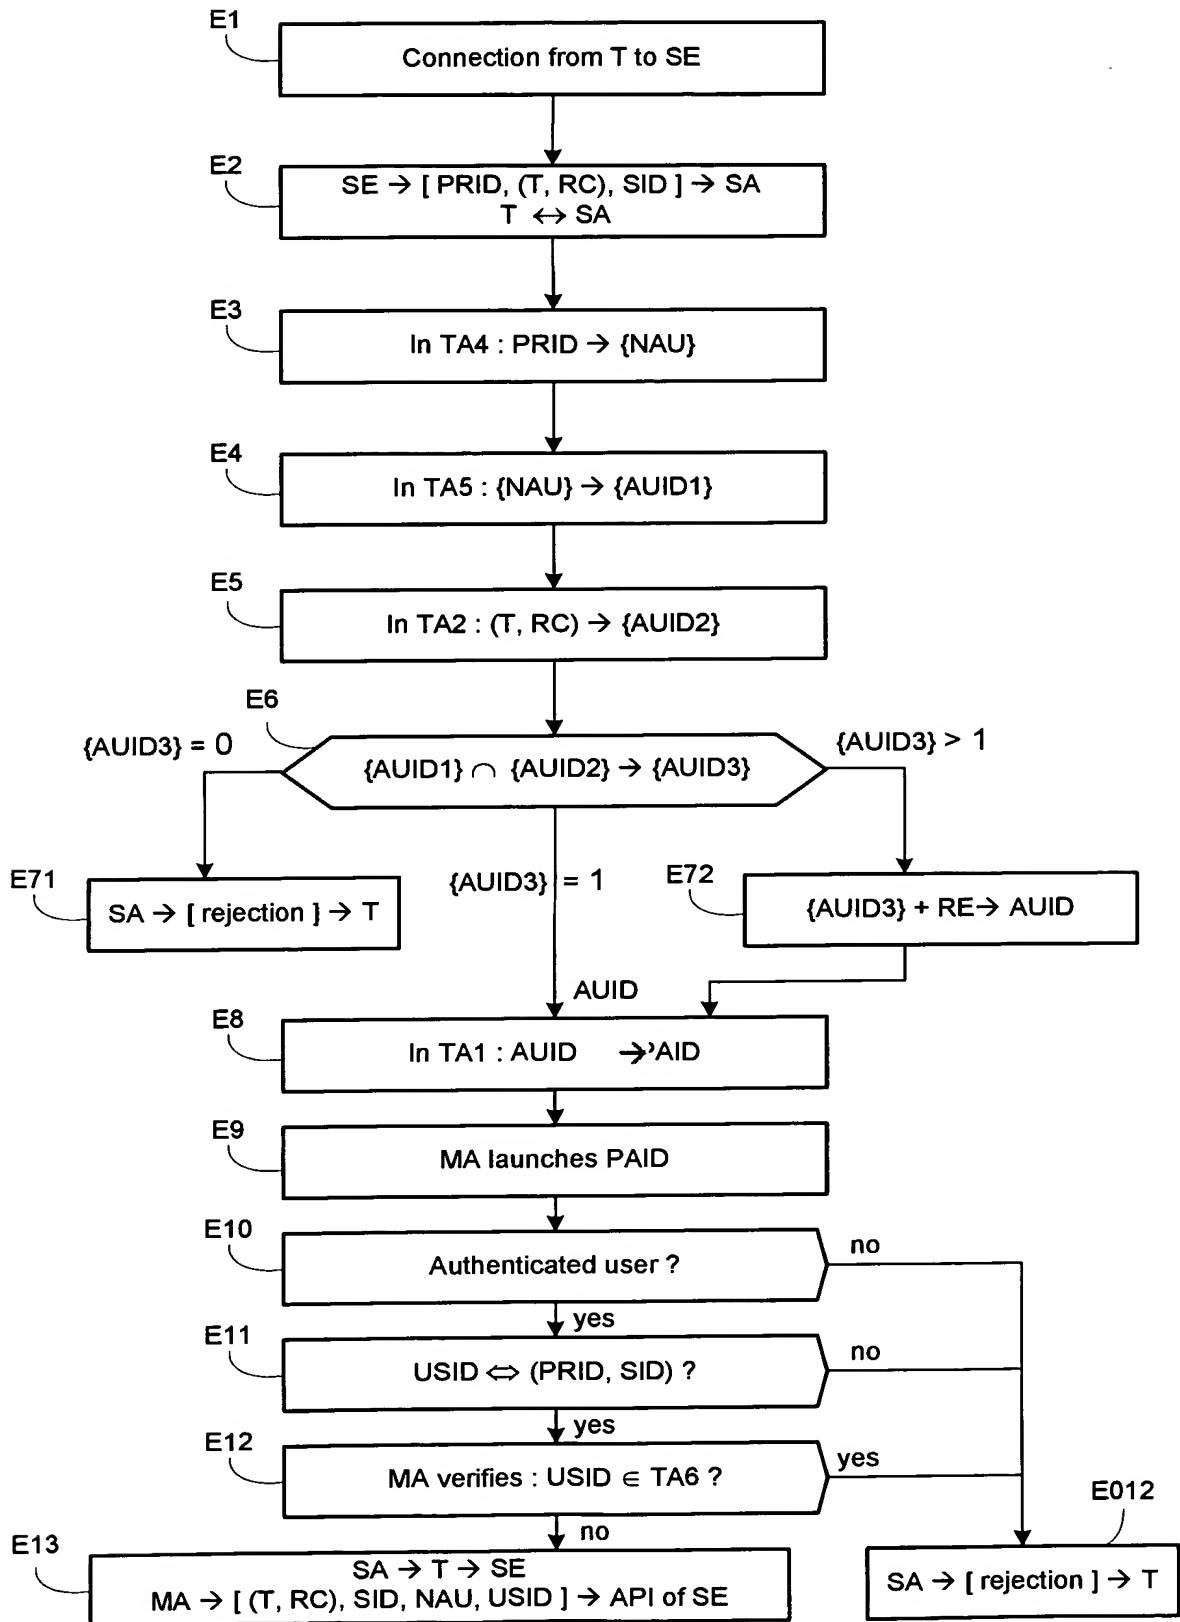 E1
Connection from T to SE
E2
SE → [ PRID, (T, RC), SID ] → SA
T ↔ SA
E3
In TA4 : PRID → {NAU}
E4
In TA5 : {NAU} → {AUID1}
E5
In TA2 : (T, RC) → {AUID2}
E6
{AUID3} = 0
{AUID3} > 1
{AUID1} ∩ {AUID2} → {AUID3}
E71
SA → [ rejection ] → T
{AUID3} = 1
E72
{AUID3} + RE→ AUID
AUID
E8
In TA1 : AUID →'AID
E9
MA launches PAID
E10
Authenticated user ?
no
yes
E11
USID ⇔ (PRID, SID) ?
no
yes
E12
MA verifies : USID ∈ TA6 ?
yes
no
E13
SA → T → SE
MA → [ (T, RC), SID, NAU, USID ] → API of SE
E012
SA → [ rejection ] → T